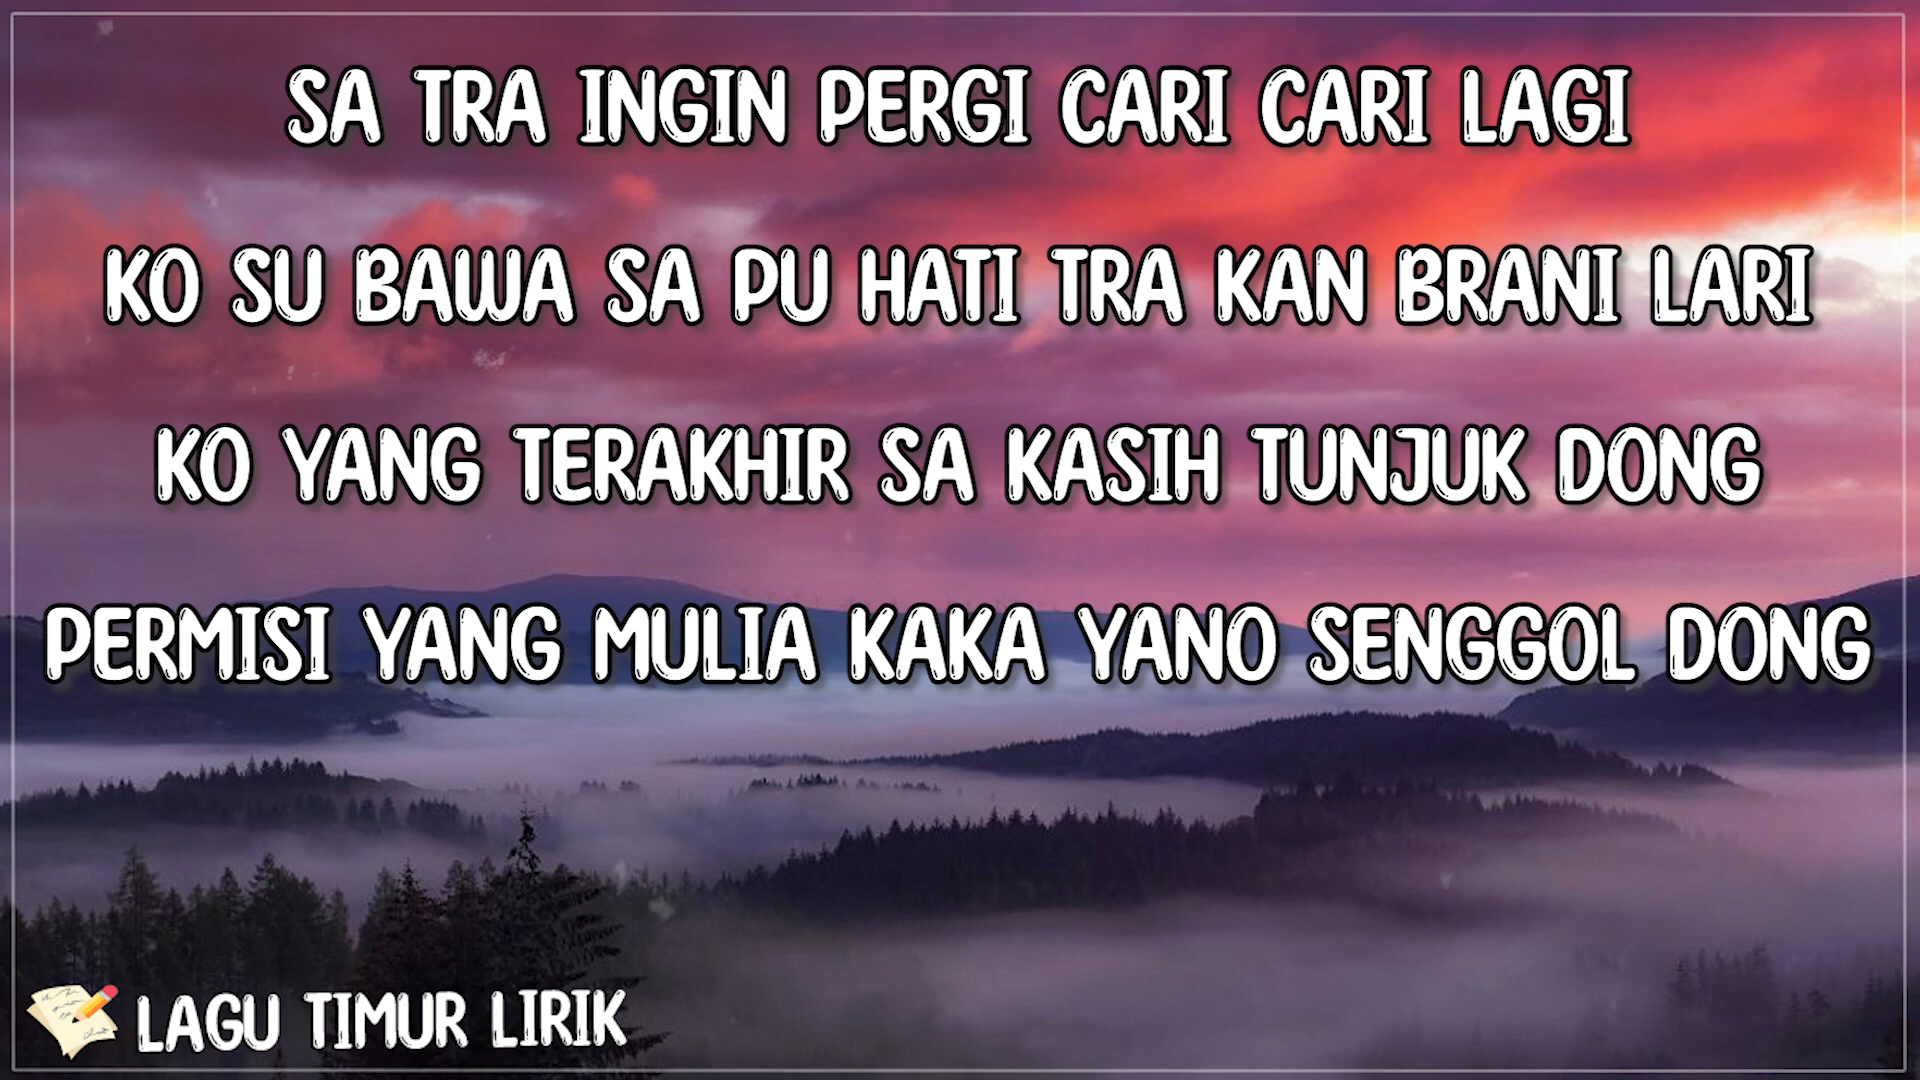 SA TRA INGIN PERGI CARI CARI LAGI
KO SU BAWA SA PU HATI TRA KAN BRANI LARI
KO YANG TERAKHIR SA KASIH TUNJUK DONG
PERMISI YANG MULIA KAKA YANO SENGGOL DONG
LAGU TIMUR LIRIK